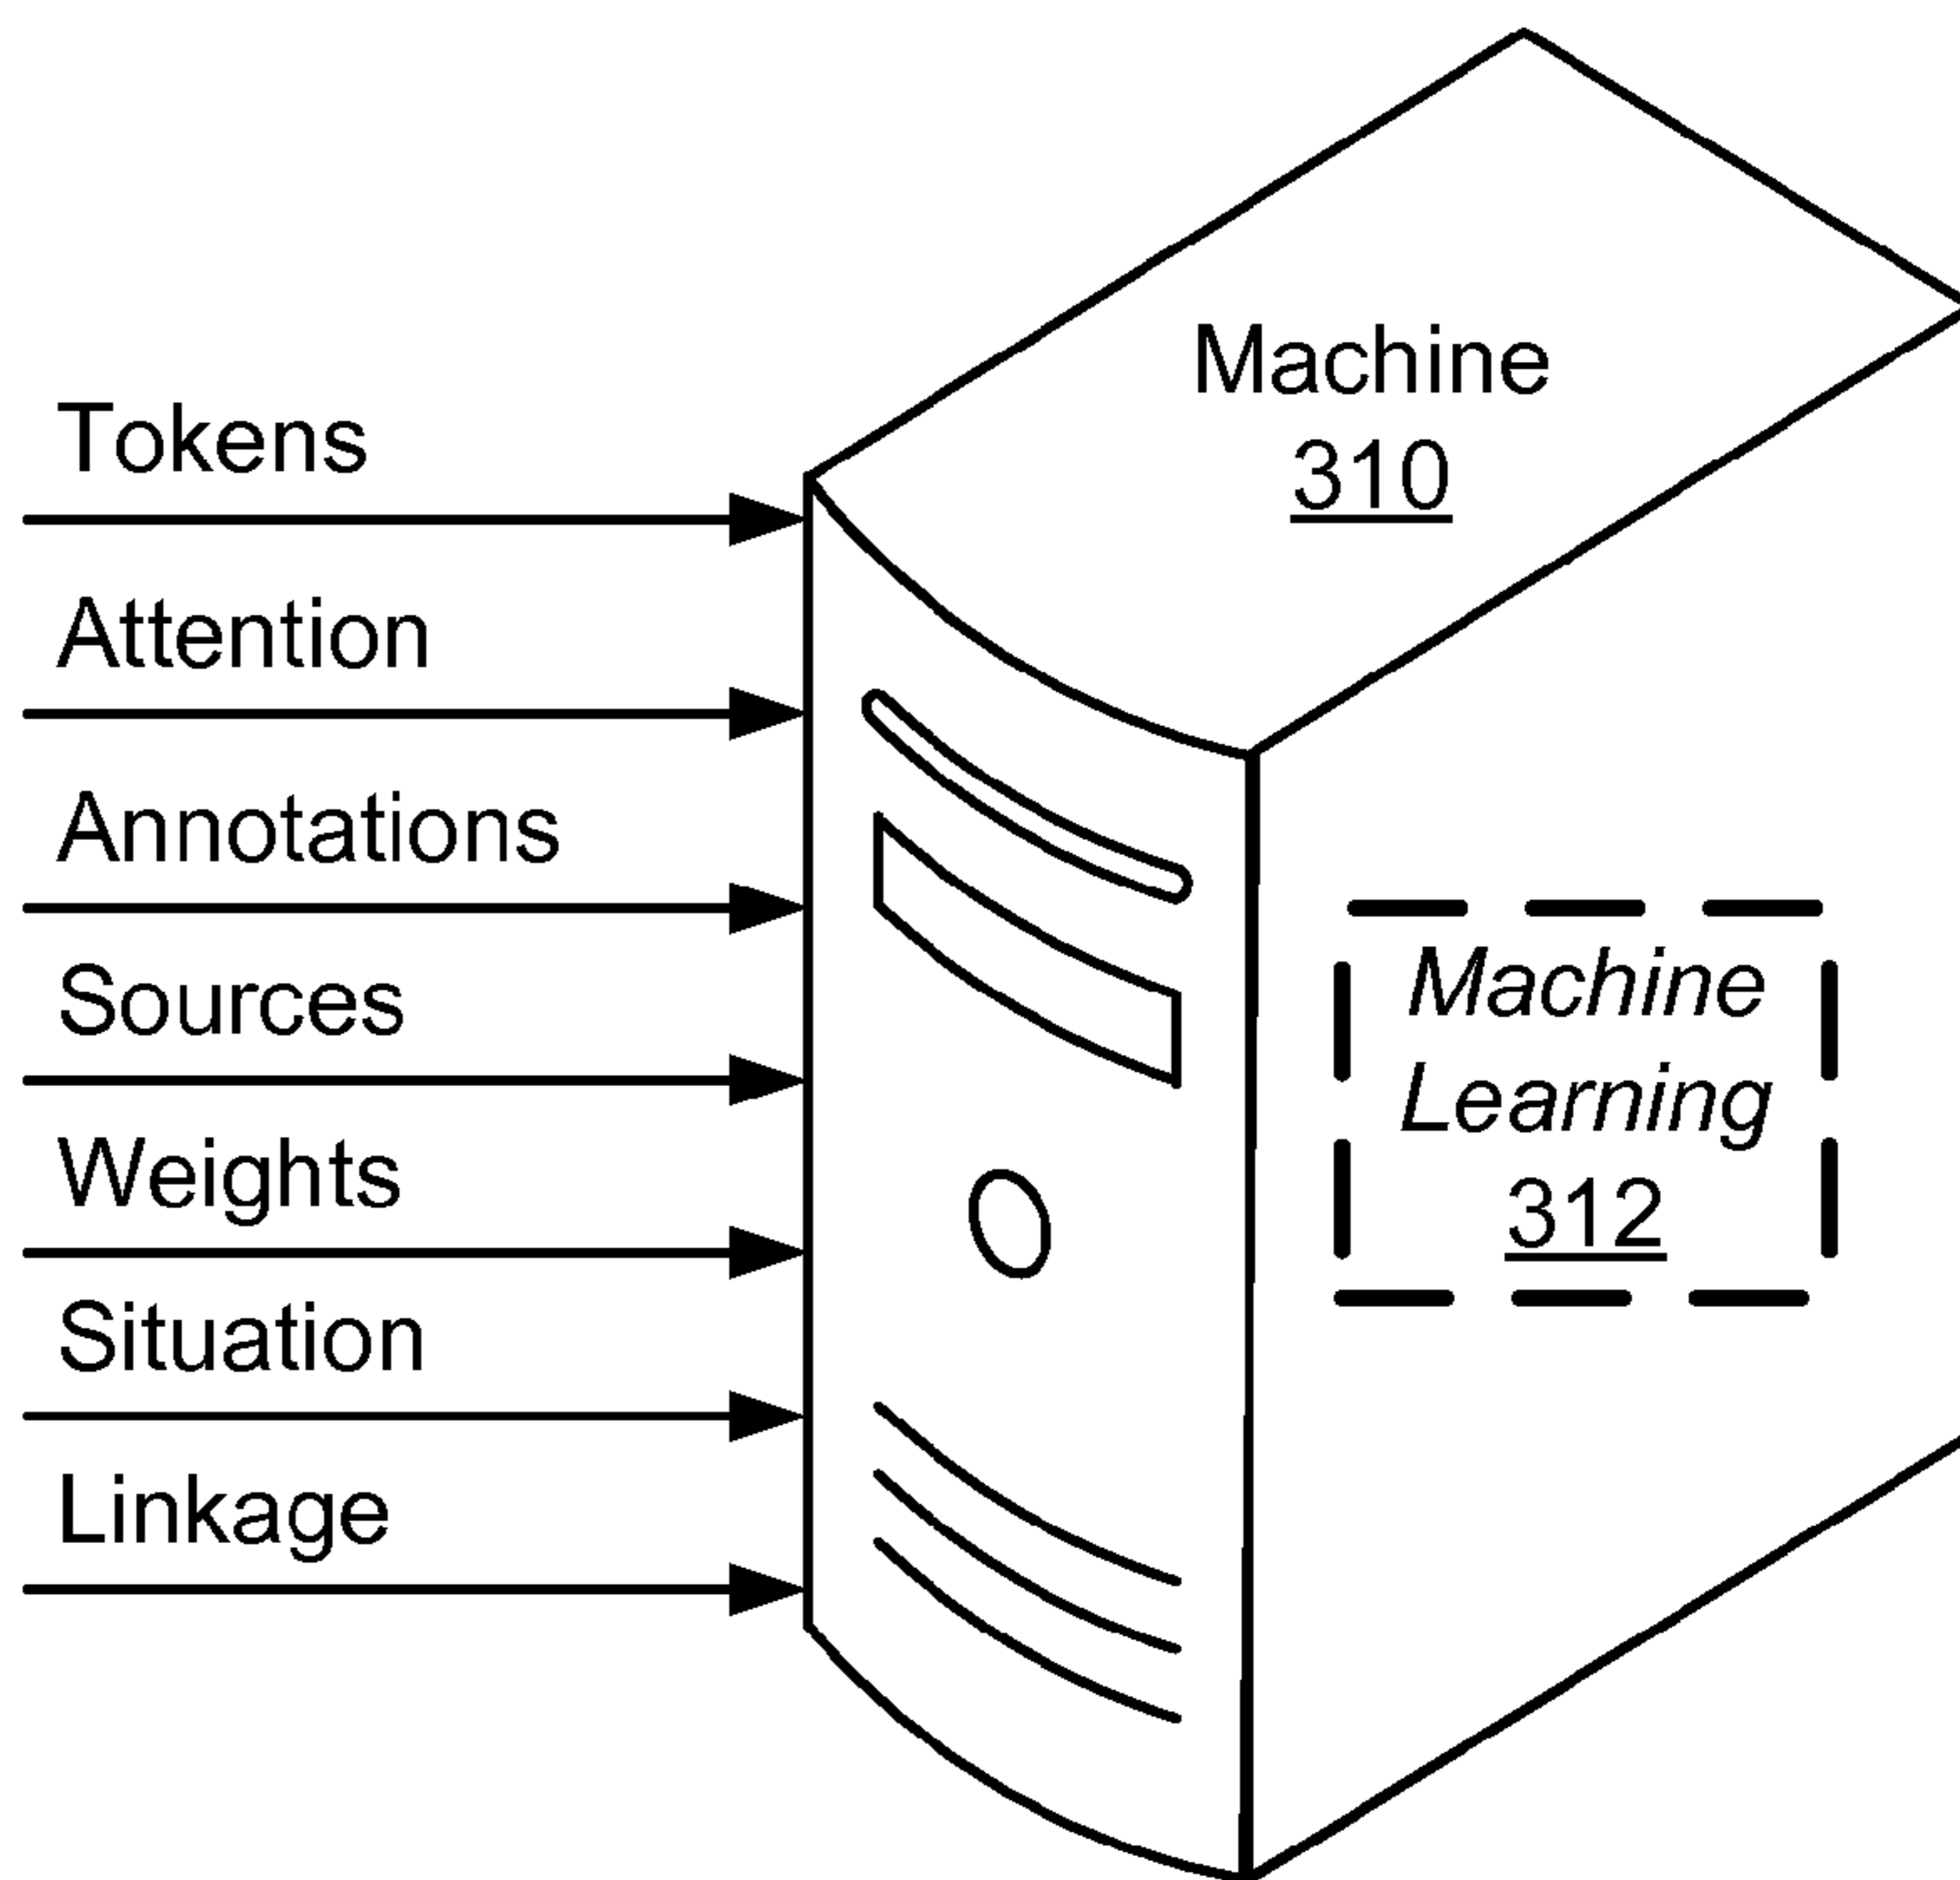 Machine
310
Tokens
Attention
Annotations
Sources
Weights
Situation
Linkage
Machine
Learning
312